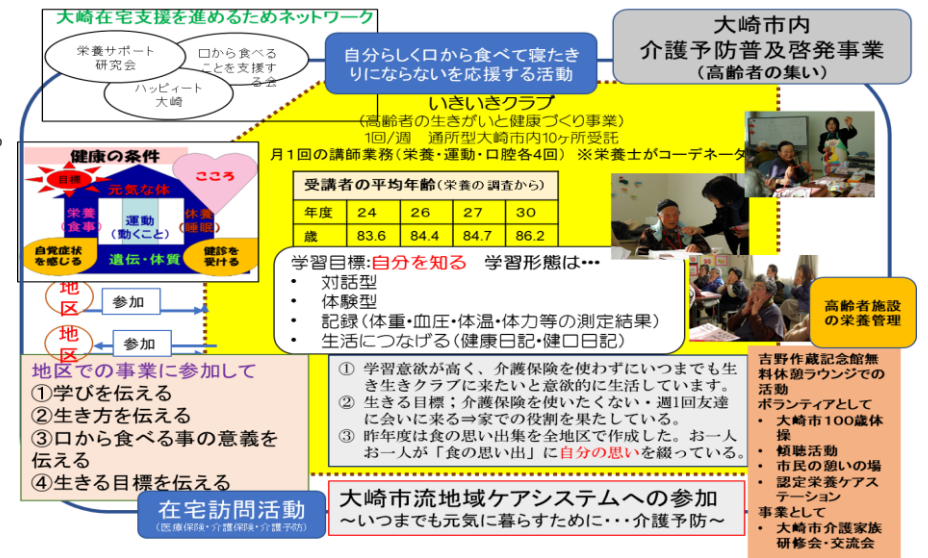 大崎在宅支援を進めるためネットワーク
栄養サポート
研究会
口から食べる
ことを支援す
る会
ハッピィート
大崎
自分らしく口から食べて寝たき
りにならないを応援する活動
大崎市内
介護予防普及啓発事業
(高齢者の集い)
いきいきクラブ
(高齢者の生きがいと健康づくり事業)
1回/週 通所型大崎市内10ヶ所受託
月1回の講師業務(栄養・運動・口腔各4回) ※栄養士がコーデネータ
健康の条件
目標
こころ
元気な体
栄養
(食事)
運動
(動くこと)
休養
(睡眠)
自覚症状
を感じる
遺伝・体質
健診を
受ける
受講者の平均年齢(栄養の調査から)
年度 24 26 27 30
歳 83.6 84.4 84.7 86.2
学習目標:自分を知る 学習形態は…
• 対話型
• 体験型
• 記録(体重・血圧・体温・体力等の測定結果)
• 生活につなげる(健康日記・健口日記)
地
区
参加
地
区
参加
高齢者施設
の栄養管理
地区での事業に参加して
①学びを伝える
②生き方を伝える
③口から食べる事の意義を
伝える
④生きる目標を伝える
① 学習意欲が高く、介護保険を使わずにいつまでも生
き生きクラブに来たいと意欲的に生活しています。
② 生きる目標；介護保険を使いたくない・週1回友達
に会いに来る⇒家での役割を果たしている。
③ 昨年度は食の思い出集を全地区で作成した。お一人
お一人が「食の思い出」に自分の思いを綴っている。
吉野作蔵記念館無
料休憩ラウンジでの
活動
ボランティアとして
• 大崎市100歳体
操
• 傾聴活動
• 市民の憩いの場
• 認定栄養ケアス
テーション
事業として
• 大崎市介護家族
研修会・交流会
在宅訪問活動
(医療保険・介護保険・介護予防)
大崎市流地域ケアシステムへの参加
～いつまでも元気に暮らすために・・・介護予防～